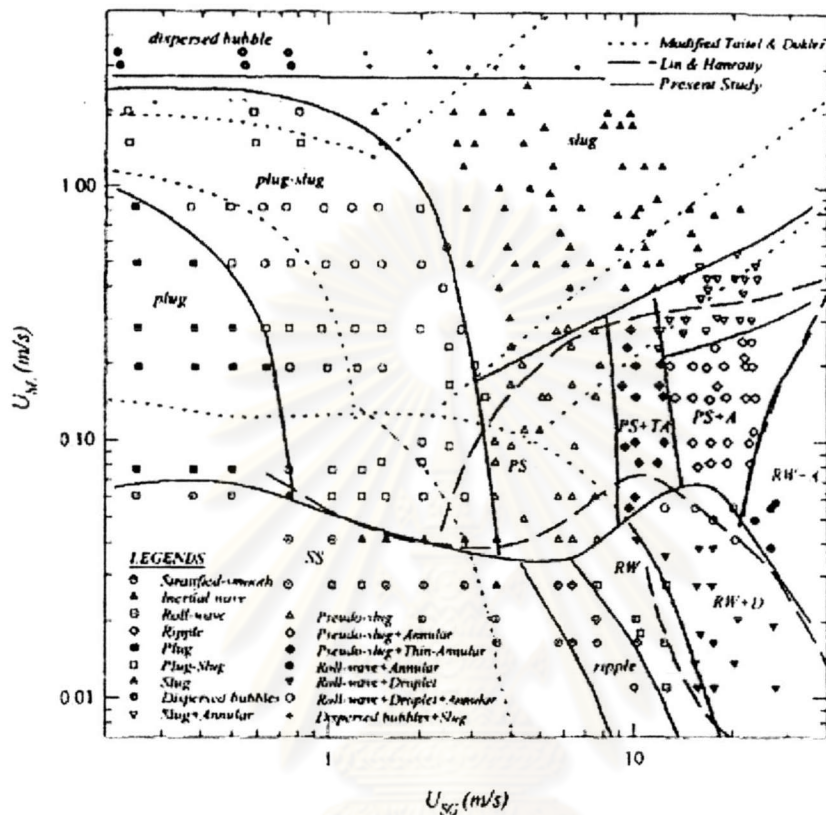 dispersed bubble
Modified Taitel & Dukler
Lin & Hanratty
Present Study
slug
1.00
plug-slug
plug
U_SL (m/s)
0.10
PS
PS+TA
PS+A
RW+A
SS
RW
RW+D
ripple
LEGENDS
Stratified-smooth
Inertial wave
Roll-wave
Ripple
Plug
Plug-Slug
Slug
Dispersed bubbles
Slug+Annular
Pseudo-slug
Pseudo-slug+Annular
Pseudo-slug+Thin-Annular
Roll-wave+Annular
Roll-wave+Droplet
Roll-wave+Droplet+Annular
Dispersed bubbles+Slug
0.01
1
10
U_SG (m/s)